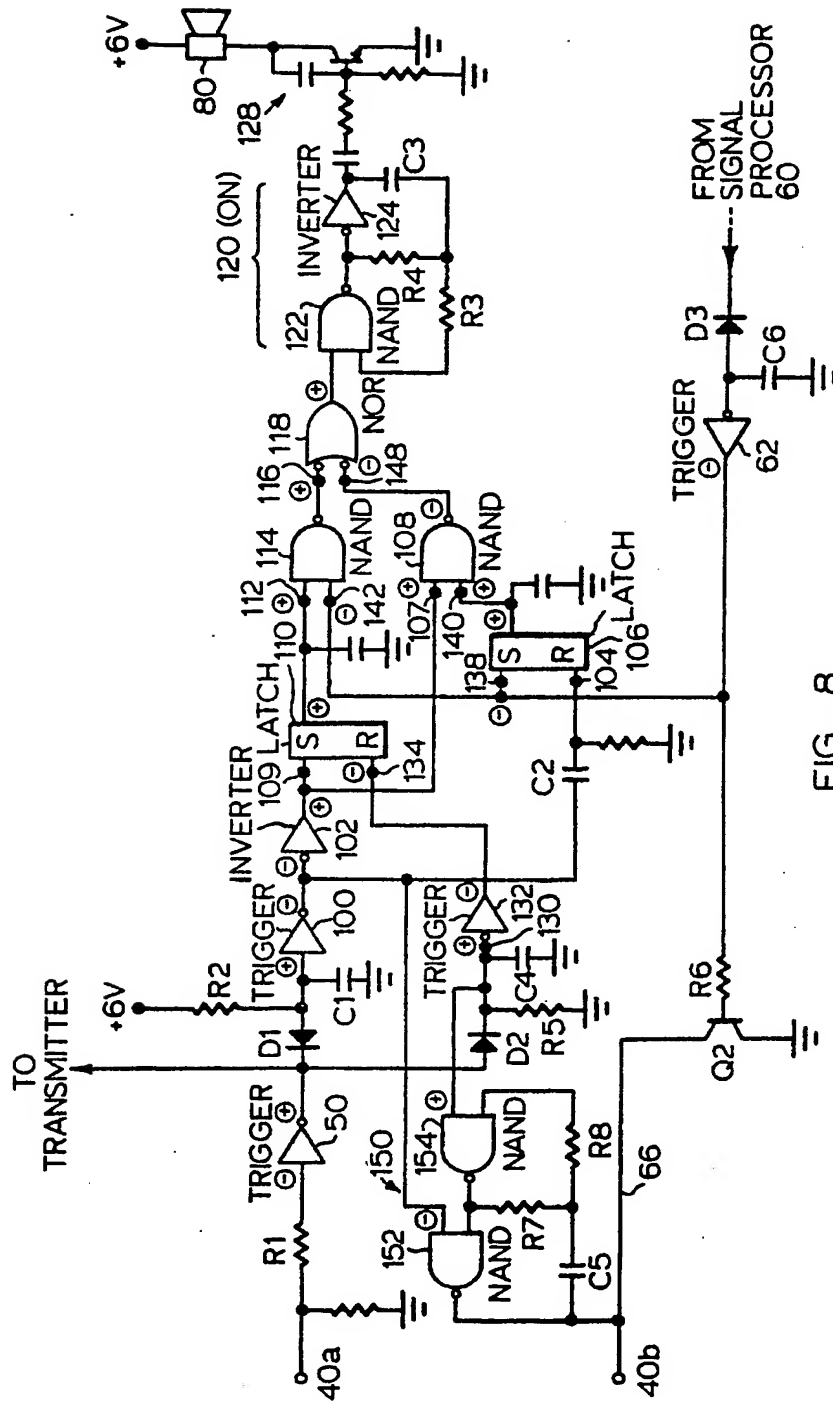 TO
TRANSMITTER
40a
R1
TRIGGER
⊖
⊕
50
+6V
R2
D1
C1
TRIGGER
⊕
⊖
100
INVERTER
⊖
⊕
102
109
LATCH
S
R
⊕
⊖
134
110
112
⊕
142
⊖
114
NAND
116
⊕
118
NOR
⊕
148
⊖
122
NAND
120 (ON)
INVERTER
124
R4
R3
C3
128
80
+6V
150
152
⊖
NAND
154
⊕
NAND
R7
R8
C5
D2
R5
C4
TRIGGER
⊕
⊖
130
132
C2
107
⊕
108
⊖
NAND
140
⊕
138
⊖
S
R
⊕
104
106
LATCH
40b
66
Q2
R6
TRIGGER
⊖
62
C6
D3
FROM
SIGNAL
PROCESSOR
60
FIG. 8